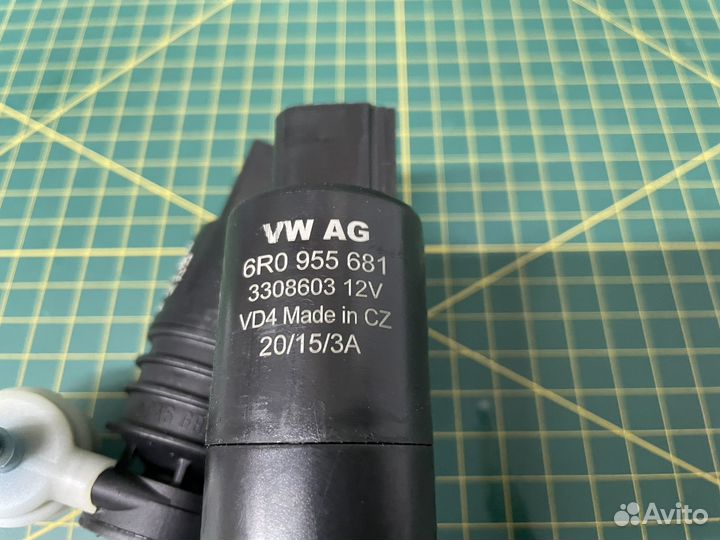 VW AG
6R0 955 681
3308603 12V
VD4 Made in CZ
20/15/3A
Avito